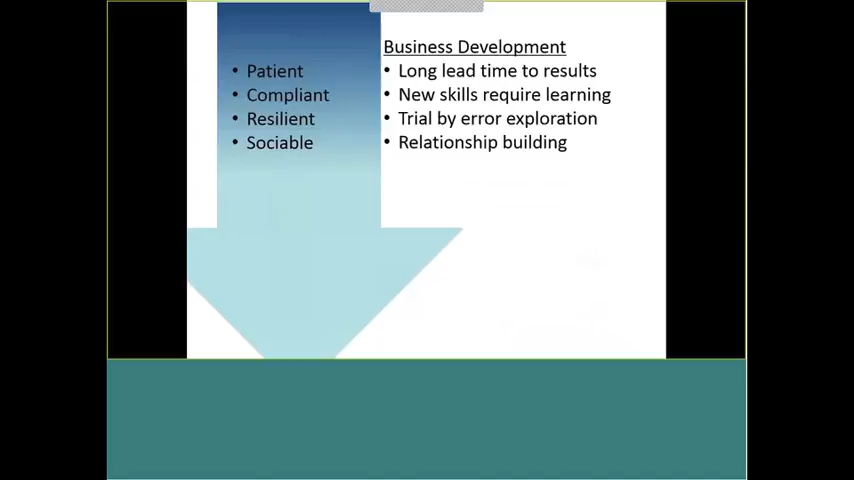 • Patient
• Compliant
• Resilient
• Sociable
Business Development
• Long lead time to results
• New skills require learning
• Trial by error exploration
• Relationship building